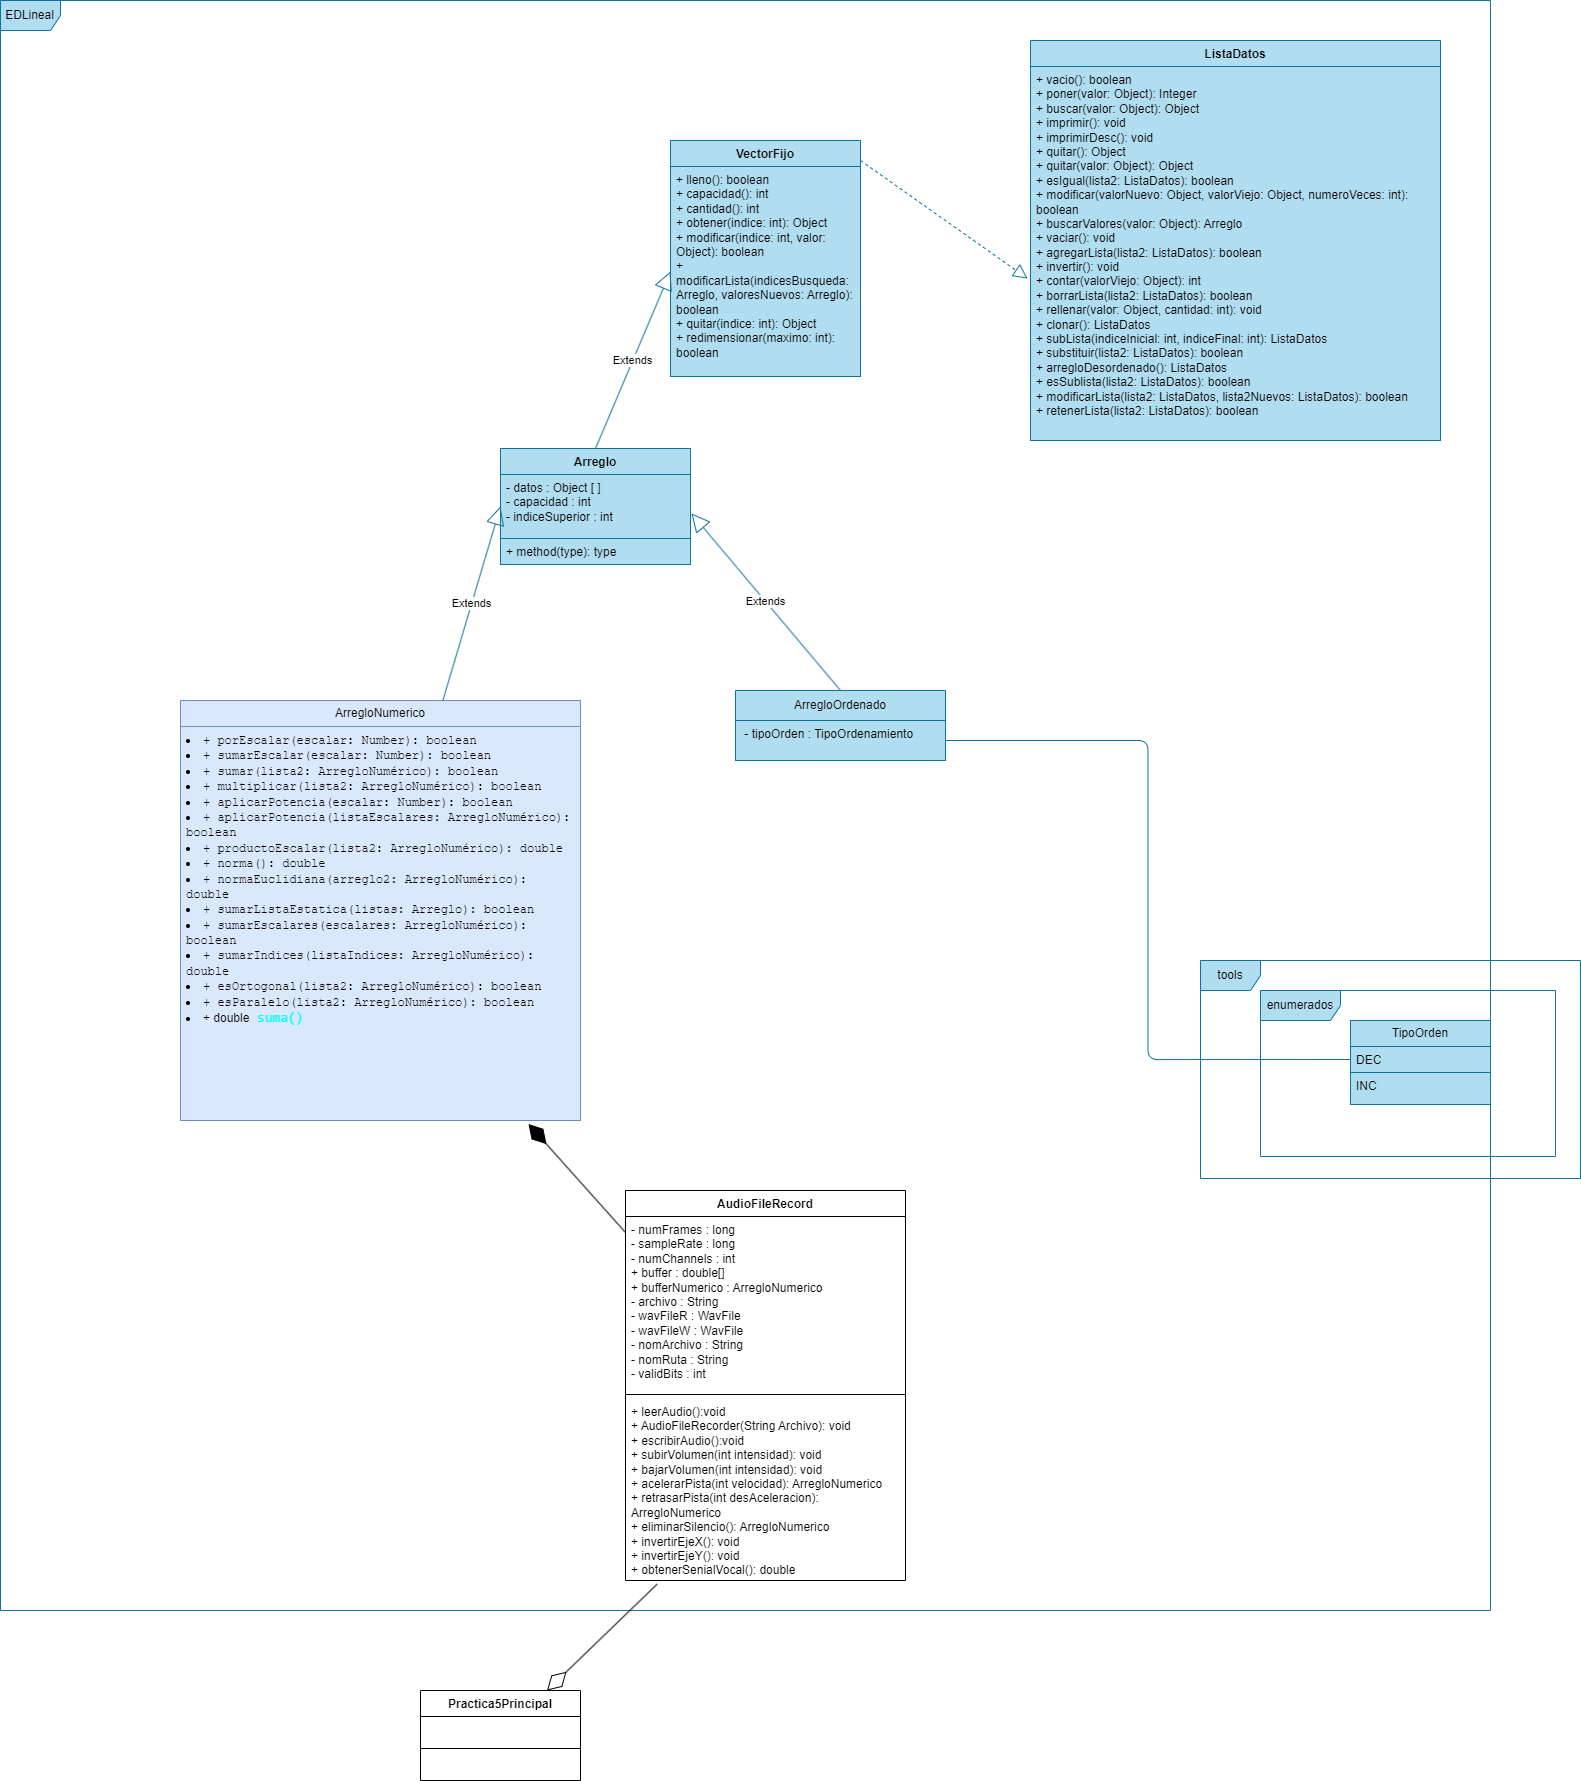 EDLineal
ListaDatos
+ vacio(): boolean
+ poner(valor: Object): Integer
+ buscar(valor: Object): Object
+ imprimir(): void
+ imprimirDesc(): void
+ quitar(): Object
+ quitar(valor: Object): Object
+ esIgual(lista2: ListaDatos): boolean
+ modificar(valorNuevo: Object, valorViejo: Object, numeroVeces: int):
boolean
+ buscarValores(valor: Object): Arreglo
+ vaciar(): void
+ agregarLista(lista2: ListaDatos): boolean
+ invertir(): void
+ contar(valorViejo: Object): int
+ borrarLista(lista2: ListaDatos): boolean
+ rellenar(valor: Object, cantidad: int): void
+ clonar(): ListaDatos
+ subLista(indiceInicial: int, indiceFinal: int): ListaDatos
+ substituir(lista2: ListaDatos): boolean
+ arregloDesordenado(): ListaDatos
+ esSublista(lista2: ListaDatos): boolean
+ modificarLista(lista2: ListaDatos, lista2Nuevos: ListaDatos): boolean
+ retenerLista(lista2: ListaDatos): boolean
VectorFijo
+ lleno(): boolean
+ capacidad(): int
+ cantidad(): int
+ obtener(indice: int): Object
+ modificar(indice: int, valor:
Object): boolean
+
modificarLista(indicesBusqueda:
Arreglo, valoresNuevos: Arreglo):
boolean
+ quitar(indice: int): Object
+ redimensionar(maximo: int):
boolean
Extends
Arreglo
- datos : Object [ ]
- capacidad : int
- indiceSuperior : int
+ method(type): type
Extends
Extends
ArregloNumerico
• + porEscalar(escalar: Number): boolean
• + sumarEscalar(escalar: Number): boolean
• + sumar(lista2: ArregloNumérico): boolean
• + multiplicar(lista2: ArregloNumérico): boolean
• + aplicarPotencia(escalar: Number): boolean
• + aplicarPotencia(listaEscalares: ArregloNumérico):
boolean
• + productoEscalar(lista2: ArregloNumérico): double
• + norma(): double
• + normaEuclidiana(arreglo2: ArregloNumérico):
double
• + sumarListaEstatica(listas: Arreglo): boolean
• + sumarEscalares(escalares: ArregloNumérico):
boolean
• + sumarIndices(listaIndices: ArregloNumérico):
double
• + esOrtogonal(lista2: ArregloNumérico): boolean
• + esParalelo(lista2: ArregloNumérico): boolean
• + double suma()
ArregloOrdenado
- tipoOrden : TipoOrdenamiento
tools
enumerados
TipoOrden
DEC
INC
AudioFileRecord
- numFrames : long
- sampleRate : long
- numChannels : int
+ buffer : double[]
+ bufferNumerico : ArregloNumerico
- archivo : String
- wavFileR : WavFile
- wavFileW : WavFile
- nomArchivo : String
- nomRuta : String
- validBits : int
+ leerAudio():void
+ AudioFileRecorder(String Archivo): void
+ escribirAudio():void
+ subirVolumen(int intensidad): void
+ bajarVolumen(int intensidad): void
+ acelerarPista(int velocidad): ArregloNumerico
+ retrasarPista(int desAceleracion):
ArregloNumerico
+ eliminarSilencio(): ArregloNumerico
+ invertirEjeX(): void
+ invertirEjeY(): void
+ obtenerSenialVocal(): double
Practica5Principal